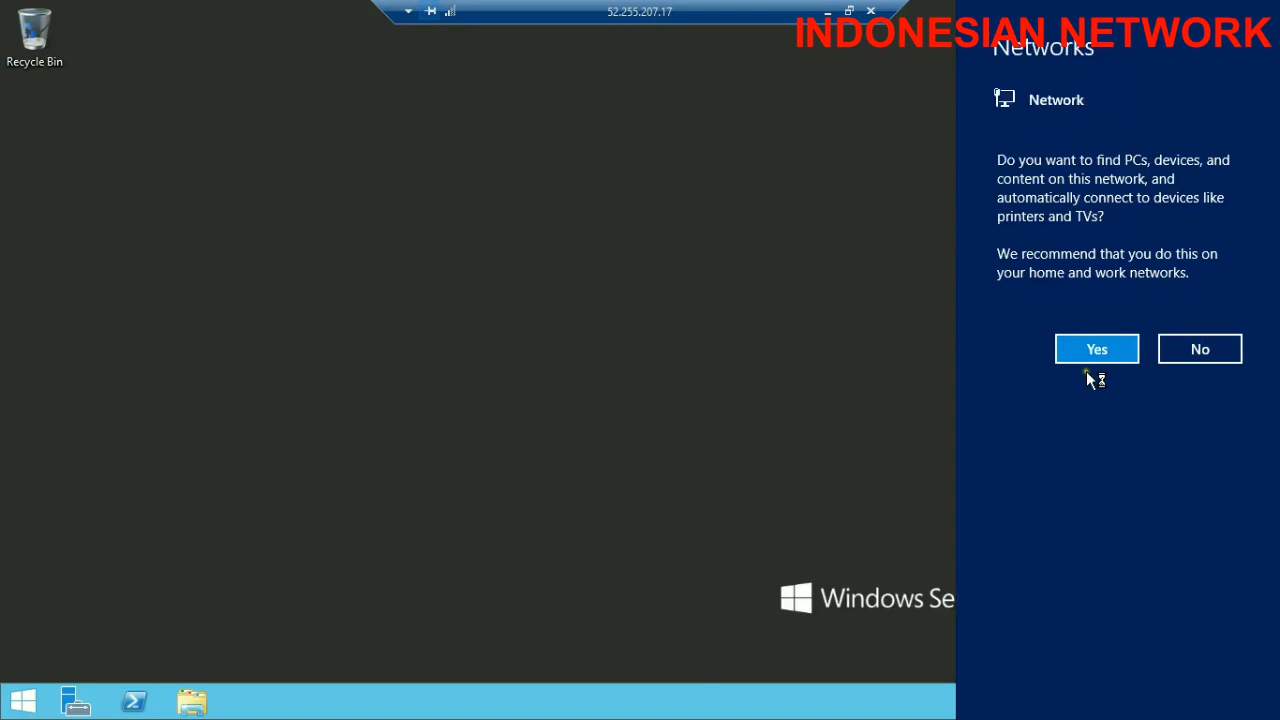 52.255.207.17
INDONESIAN NETWORK
Recycle Bin
Networks
Network
Do you want to find PCs, devices, and
content on this network, and
automatically connect to devices like
printers and TVs?
We recommend that you do this on
your home and work networks.
Yes
No
Windows Se